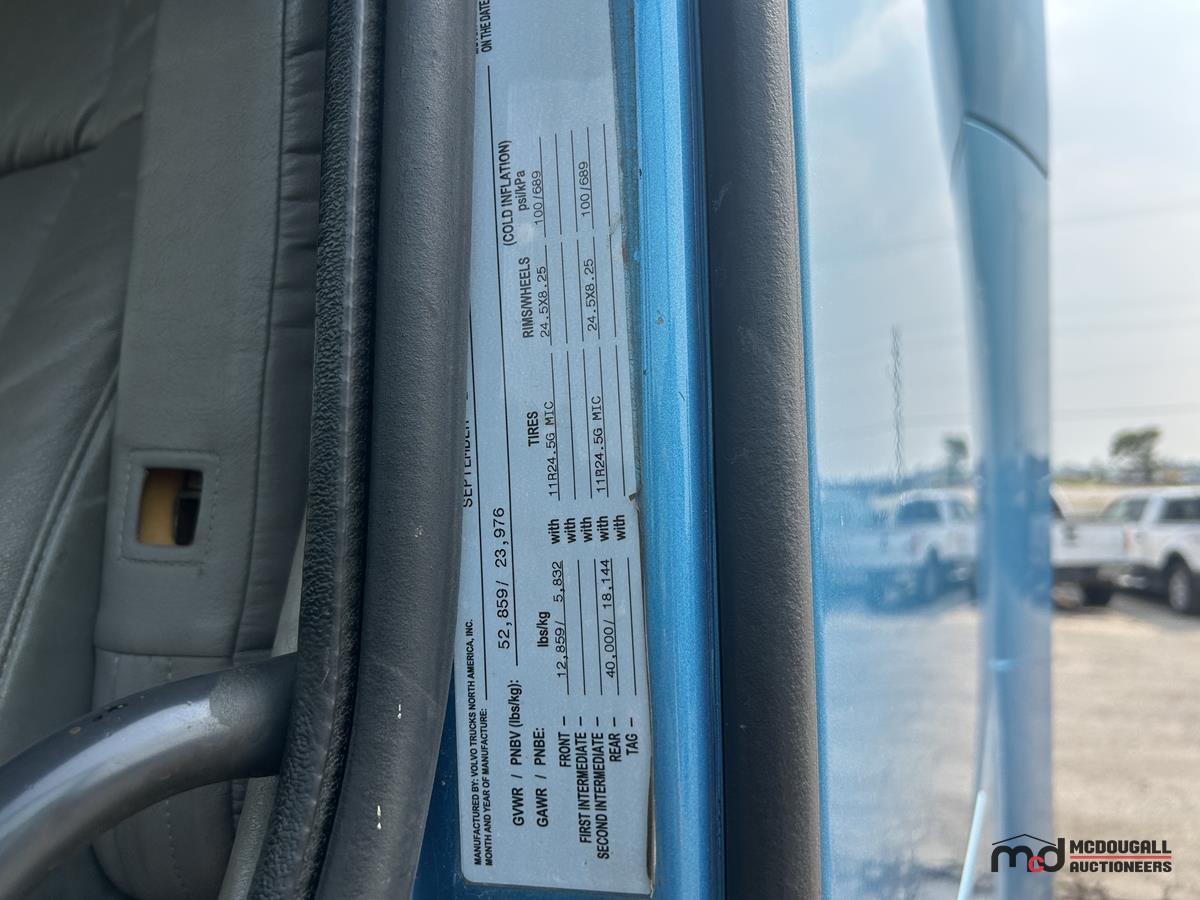 MANUFACTURED BY: VOLVO TRUCKS NORTH AMERICA, INC.
MONTH AND YEAR OF MANUFACTURE: SEPTEMBER
ON THE DATE
GVWR / PNBV (lbs/kg): 52,859/ 23,976
GAWR / PNBE: lbs/kg TIRES RIMS/WHEELS (COLD INFLATION) psi/kPa
FRONT – 12,859/ 5,832 with 11R24.5G MIC 24.5X8.25 100/689
FIRST INTERMEDIATE – with
SECOND INTERMEDIATE – with
REAR – 40,000/ 18,144 with 11R24.5G MIC 24.5X8.25 100/689
TAG – with
mcd MCDOUGALL
AUCTIONEERS